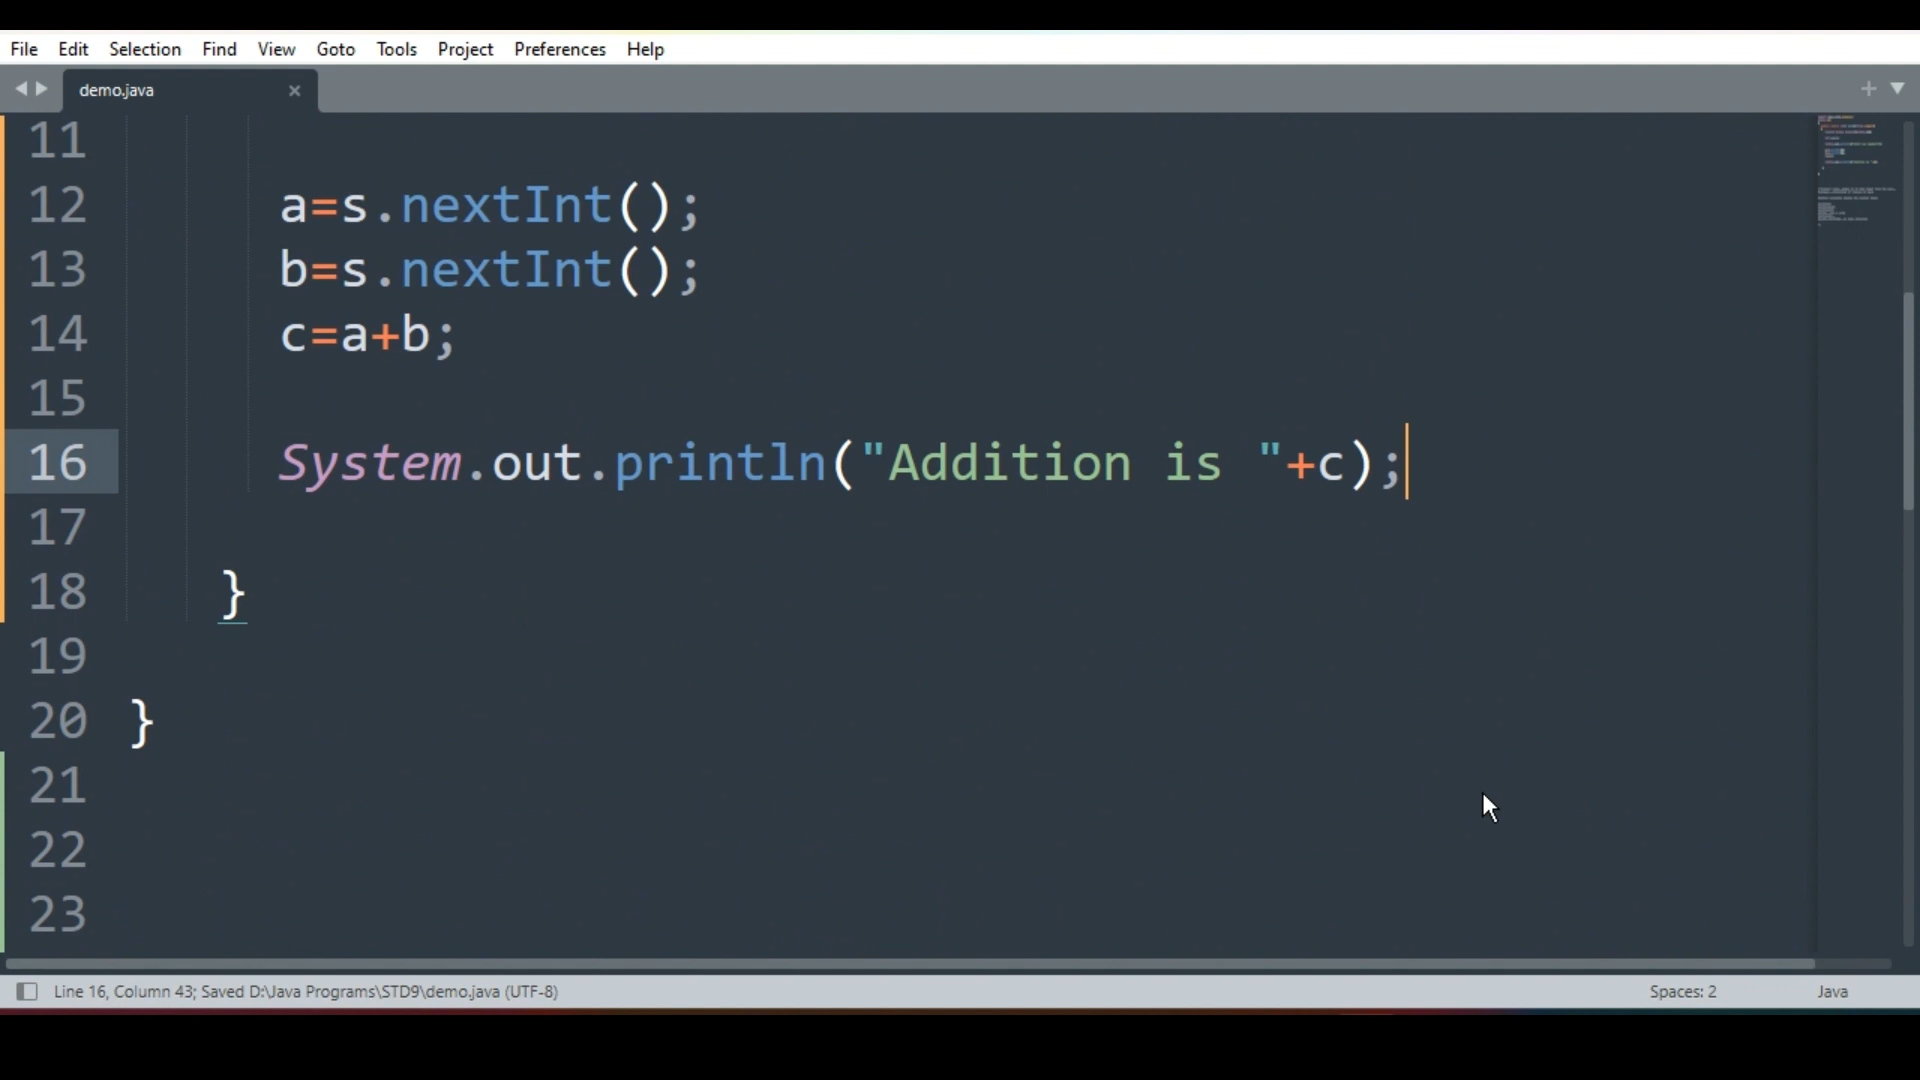 File Edit Selection Find View Goto Tools Project Preferences Help
demo.java
11
12 a=s.nextInt();
13 b=s.nextInt();
14 c=a+b;
15
16 System.out.println("Addition is "+c);
17
18 }
19
20 }
21
22
23
Line 16, Column 43; Saved D:\Java Programs\STD9\demo.java (UTF-8) Spaces: 2 Java